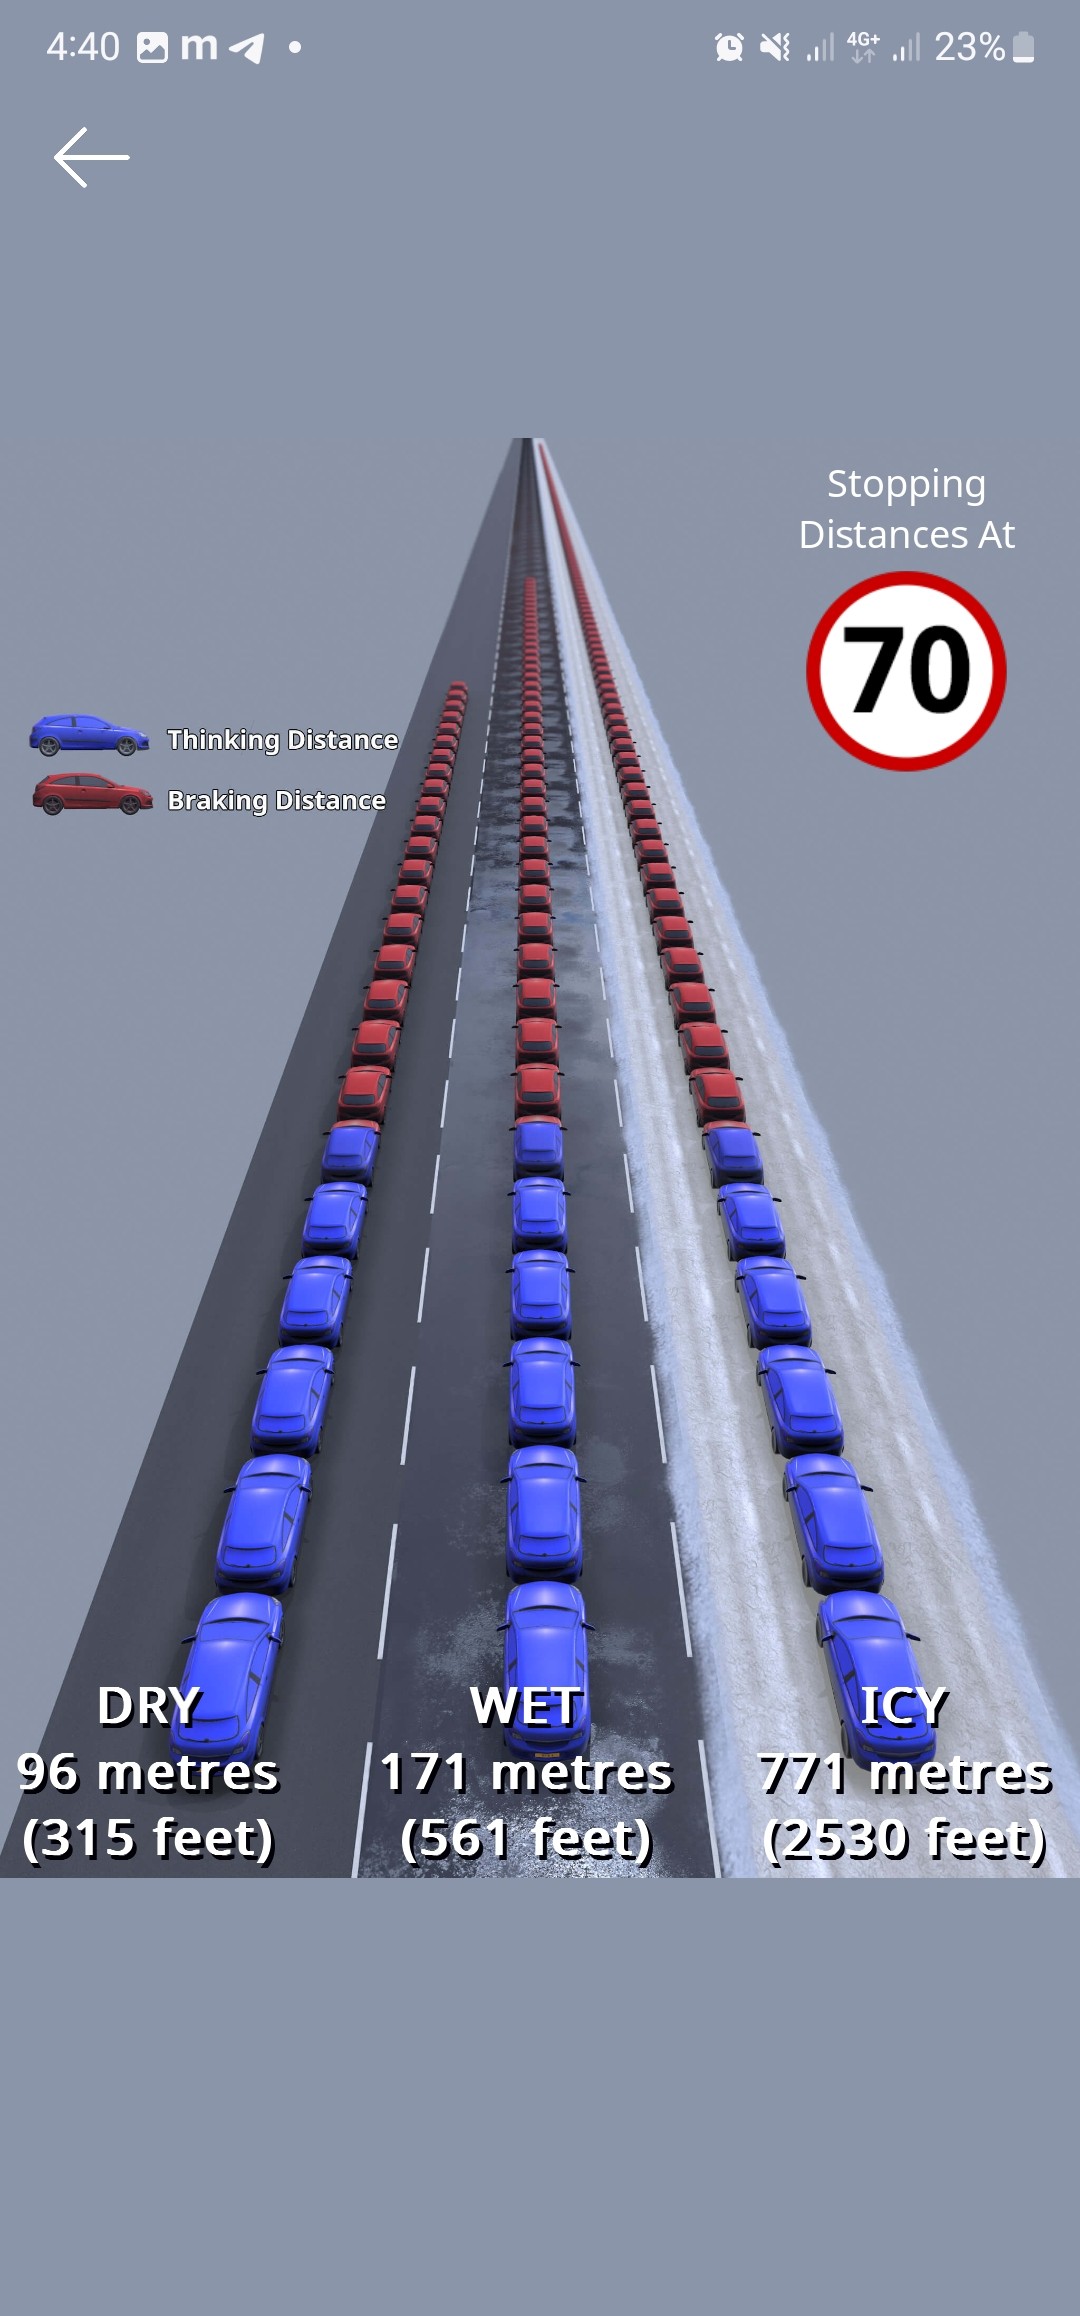 4:40 m 4G+ 23%
Stopping
Distances At
70
Thinking Distance
Braking Distance
DRY
96 metres
(315 feet)
WET
171 metres
(561 feet)
ICY
771 metres
(2530 feet)